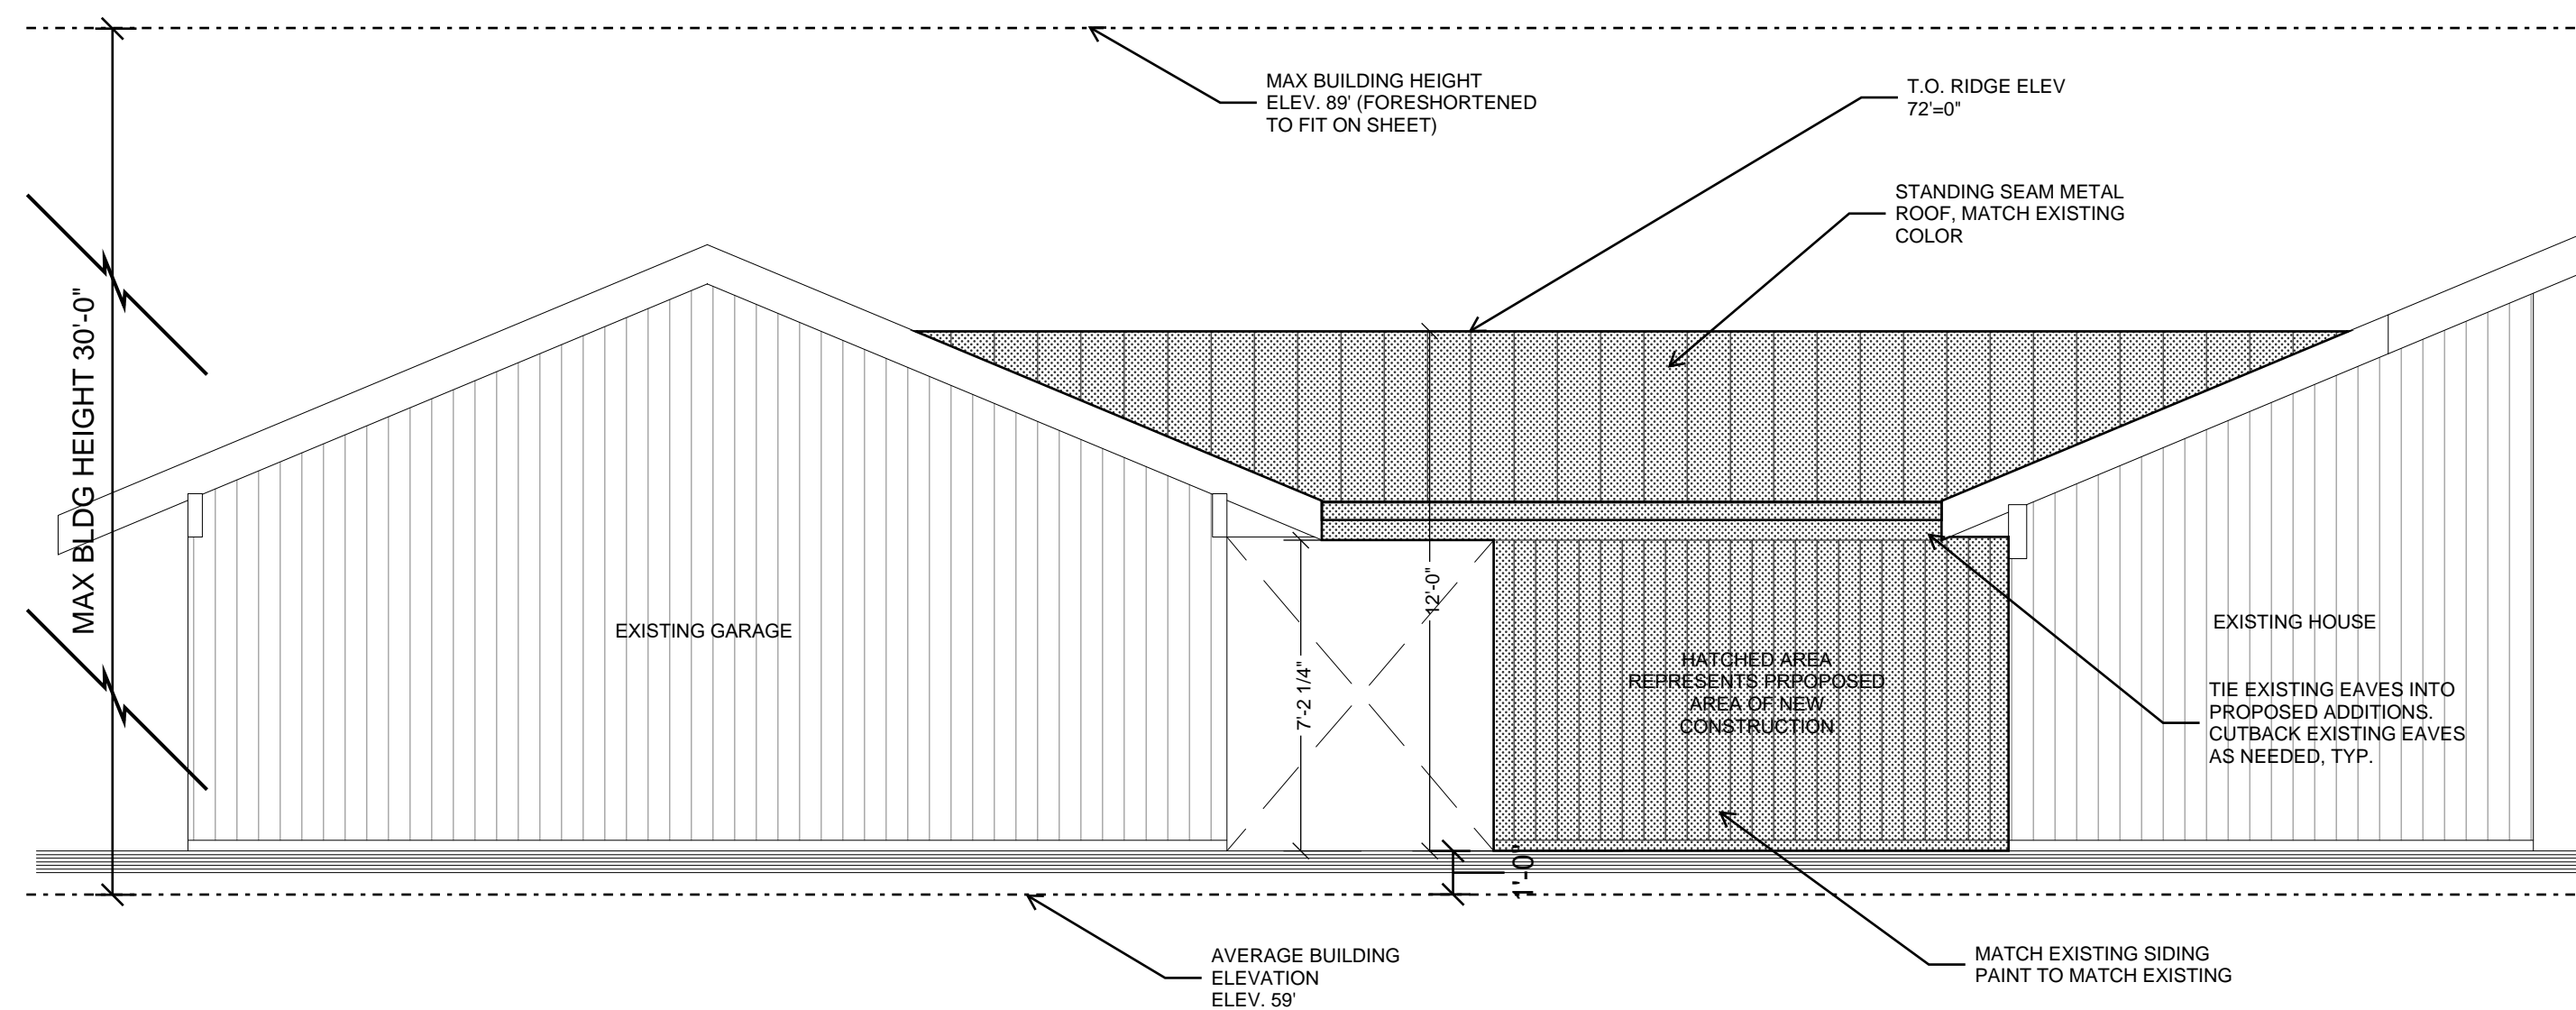 MAX BUILDING HEIGHT
ELEV. 89' (FORESHORTENED
TO FIT ON SHEET)
T.O. RIDGE ELEV
72'=0"
STANDING SEAM METAL
ROOF, MATCH EXISTING
COLOR
MAX BLDG HEIGHT 30'-0"
EXISTING GARAGE
7'-2 1/4"
12'-0"
HATCHED AREA
REPRESENTS PRPOPOSED
AREA OF NEW
CONSTRUCTION
EXISTING HOUSE
TIE EXISTING EAVES INTO
PROPOSED ADDITIONS.
CUTBACK EXISTING EAVES
AS NEEDED, TYP.
1'-0"
AVERAGE BUILDING
ELEVATION
ELEV. 59'
MATCH EXISTING SIDING
PAINT TO MATCH EXISTING